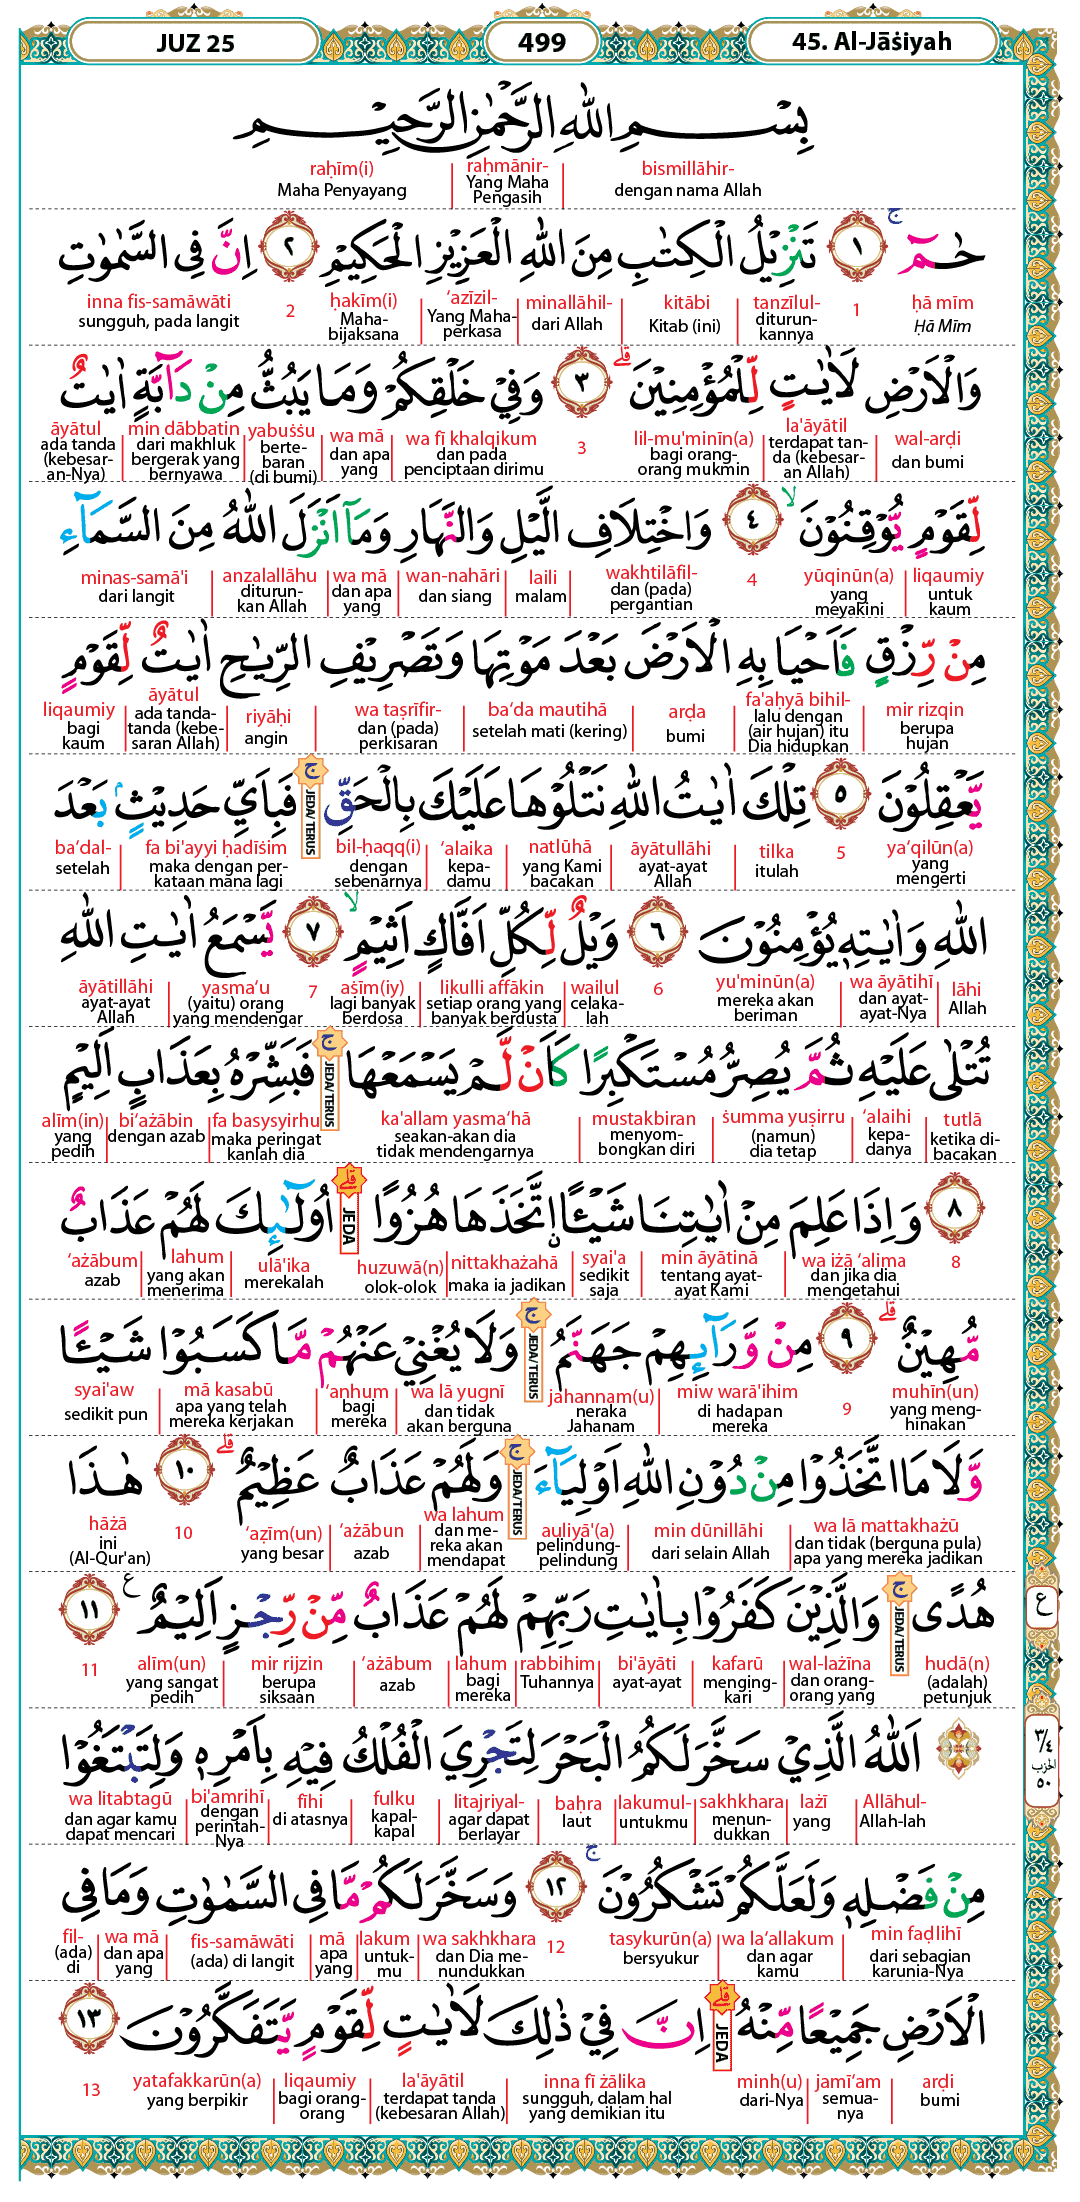 JUZ 25
499
45. Al-Jāṡiyah
بِسْمِ اللّٰهِ الرَّحْمٰنِ الرَّحِيْمِ
bismillāhir- raḥmānir- raḥīm(i)
dengan nama Allah Yang Maha Pengasih Maha Penyayang
حٰمۤ ۚ ١ تَنْزِيْلُ الْكِتٰبِ مِنَ اللّٰهِ الْعَزِيْزِ الْحَكِيْمِ ٢ اِنَّ فِى السَّمٰوٰتِ
ḥā mīm 1 tanzīlul- kitābi minallāhil- ‘azīzil- ḥakīm(i) 2 inna fis-samāwāti
Ḥā Mīm diturun-kannya Kitab (ini) dari Allah Yang Maha-perkasa Maha-bijaksana sungguh, pada langit
وَالْاَرْضِ لَاٰيٰتٍ لِّلْمُؤْمِنِيْنَ ۗ ٣ وَفِيْ خَلْقِكُمْ وَمَا يَبُثُّ مِنْ دَاۤبَّةٍ اٰيٰتٌ
wal-arḍi la'āyātil lil-mu'minīn(a) 3 wa fī khalqikum wa mā yabuṡṡu min dābbatin āyātul
dan bumi terdapat tan-da (kebesar-an Allah) bagi orang-orang mukmin dan pada penciptaan dirimu dan apa yang berte-baran (di bumi) dari makhluk bergerak yang bernyawa ada tanda (kebesar-an-Nya)
لِّقَوْمٍ يُّوْقِنُوْنَ ۙ ٤ وَاخْتِلَافِ الَّيْلِ وَالنَّهَارِ وَمَآ اَنْزَلَ اللّٰهُ مِنَ السَّمَاۤءِ
liqaumiy yūqinūn(a) 4 wakhtilāfil- laili wan-nahāri wa mā anzalallāhu minas-samā'i
untuk kaum yang meyakini dan (pada) pergantian malam dan siang dan apa yang diturun-kan Allah dari langit
مِنْ رِّزْقٍ فَاَحْيَا بِهِ الْاَرْضَ بَعْدَ مَوْتِهَا وَتَصْرِيْفِ الرِّيٰحِ اٰيٰتٌ لِّقَوْمٍ
mir rizqin fa'aḥyā bihil- arḍa ba‘da mautihā wa taṣrīfir- riyāḥi āyātul liqaumiy
berupa hujan lalu dengan (air hujan) itu Dia hidupkan bumi setelah mati (kering) dan (pada) perkisaran angin ada tanda-tanda (kebe-saran Allah) bagi kaum
يَّعْقِلُوْنَ ٥ تِلْكَ اٰيٰتُ اللّٰهِ نَتْلُوْهَا عَلَيْكَ بِالْحَقِّ ۚ JEDA/ TERUS فَبِاَيِّ حَدِيْثٍۢ بَعْدَ
ya‘qilūn(a) 5 tilka āyātullāhi natlūhā ‘alaika bil-ḥaqq(i) fa bi'ayyi ḥadīṡim ba‘dal-
yang mengerti itulah ayat-ayat Allah yang Kami bacakan kepa-damu dengan sebenarnya maka dengan per-kataan mana lagi setelah
اللّٰهِ وَاٰيٰتِهٖ يُؤْمِنُوْنَ ٦ وَيْلٌ لِّكُلِّ اَفَّاكٍ اَثِيْمٍ ۙ ٧ يَّسْمَعُ اٰيٰتِ اللّٰهِ
lāhi wa āyātihī yu'minūn(a) 6 wailul likulli affākin aṡīm(iy) 7 yasma‘u āyātillāhi
Allah dan ayat-ayat-Nya mereka akan beriman celaka-lah setiap orang yang banyak berdusta lagi banyak berdosa (yaitu) orang yang mendengar ayat-ayat Allah
تُتْلٰى عَلَيْهِ ثُمَّ يُصِرُّ مُسْتَكْبِرًا كَاَنْ لَّمْ يَسْمَعْهَا ۚ JEDA/ TERUS فَبَشِّرْهُ بِعَذَابٍ اَلِيْمٍ
tutlā ‘alaihi ṡumma yuṣirru mustakbiran ka'allam yasma‘hā fa basysyirhu bi‘ażābin alīm(in)
ketika di-bacakan kepa-danya (namun) dia tetap menyom-bongkan diri seakan-akan dia tidak mendengarnya maka peringat kanlah dia dengan azab yang pedih
٨ وَاِذَا عَلِمَ مِنْ اٰيٰتِنَا شَيْـًٔا ۨاتَّخَذَهَا هُزُوًا ۗ JEDA اُولٰۤىِٕكَ لَهُمْ عَذَابٌ
8 wa iżā ‘alima min āyātinā syai'a nittakhażahā huzuwā(n) ulā'ika lahum ‘ażābum
dan jika dia mengetahui tentang ayat-ayat Kami sedikit saja maka ia jadikan olok-olok merekalah yang akan menerima azab
مُّهِيْنٌ ۗ ٩ مِنْ وَّرَاۤىِٕهِمْ جَهَنَّمُ ۚ JEDA/ TERUS وَلَا يُغْنِيْ عَنْهُمْ مَّا كَسَبُوْا شَيْـًٔا
muhīn(un) 9 miw warā'ihim jahannam(u) wa lā yugnī ‘anhum mā kasabū syai'aw
yang meng-hinakan di hadapan mereka neraka Jahanam dan tidak akan berguna bagi mereka apa yang telah mereka kerjakan sedikit pun
وَّلَا مَا اتَّخَذُوْا مِنْ دُوْنِ اللّٰهِ اَوْلِيَاۤءَ ۚ JEDA/TERUS وَلَهُمْ عَذَابٌ عَظِيْمٌ ۗ ١٠ هٰذَا
wa lā mattakhażū min dūnillāhi auliyā'(a) wa lahum ‘ażābun ‘aẓīm(un) 10 hāżā
dan tidak (berguna pula) apa yang mereka jadikan dari selain Allah pelindung-pelindung dan me-reka akan mendapat azab yang besar ini (Al-Qur'an)
هُدًى ۚ JEDA/ TERUS وَالَّذِيْنَ كَفَرُوْا بِاٰيٰتِ رَبِّهِمْ لَهُمْ عَذَابٌ مِّنْ رِّجْزٍ اَلِيْمٌ ࣖ ١١
ع
hudā(n) wal-lażīna kafarū bi'āyāti rabbihim lahum ‘ażābum mir rijzin alīm(un) 11
(adalah) petunjuk dan orang-orang yang menging-kari ayat-ayat Tuhannya bagi mereka azab berupa siksaan yang sangat pedih
۞ اَللّٰهُ الَّذِيْ سَخَّرَ لَكُمُ الْبَحْرَ لِتَجْرِيَ الْفُلْكُ فِيْهِ بِاَمْرِهٖ وَلِتَبْتَغُوْا
٣/٤ الحزب ٥٠
Allāhul- lażī sakhkhara lakumul- baḥra litajriyal- fulku fīhi bi'amrihī wa litabtagū
Allah-lah yang menun-dukkan untukmu laut agar dapat berlayar kapal-kapal di atasnya dengan perintah-Nya dan agar kamu dapat mencari
مِنْ فَضْلِهٖ وَلَعَلَّكُمْ تَشْكُرُوْنَ ۚ ١٢ وَسَخَّرَ لَكُمْ مَّا فِى السَّمٰوٰتِ وَمَا فِى
min faḍlihī wa la‘allakum tasykurūn(a) 12 wa sakhkhara lakum mā fis-samāwāti wa mā fil-
dari sebagian karunia-Nya dan agar kamu bersyukur dan Dia me-nundukkan untuk-mu apa yang (ada) di langit dan apa yang (ada) di
الْاَرْضِ جَمِيْعًا مِّنْهُ ۗ JEDA اِنَّ فِيْ ذٰلِكَ لَاٰيٰتٍ لِّقَوْمٍ يَّتَفَكَّرُوْنَ ١٣
arḍi jamī‘am minh(u) inna fī żālika la'āyātil liqaumiy yatafakkarūn(a) 13
bumi semua-nya dari-Nya sungguh, dalam hal yang demikian itu terdapat tanda (kebesaran Allah) bagi orang-orang yang berpikir